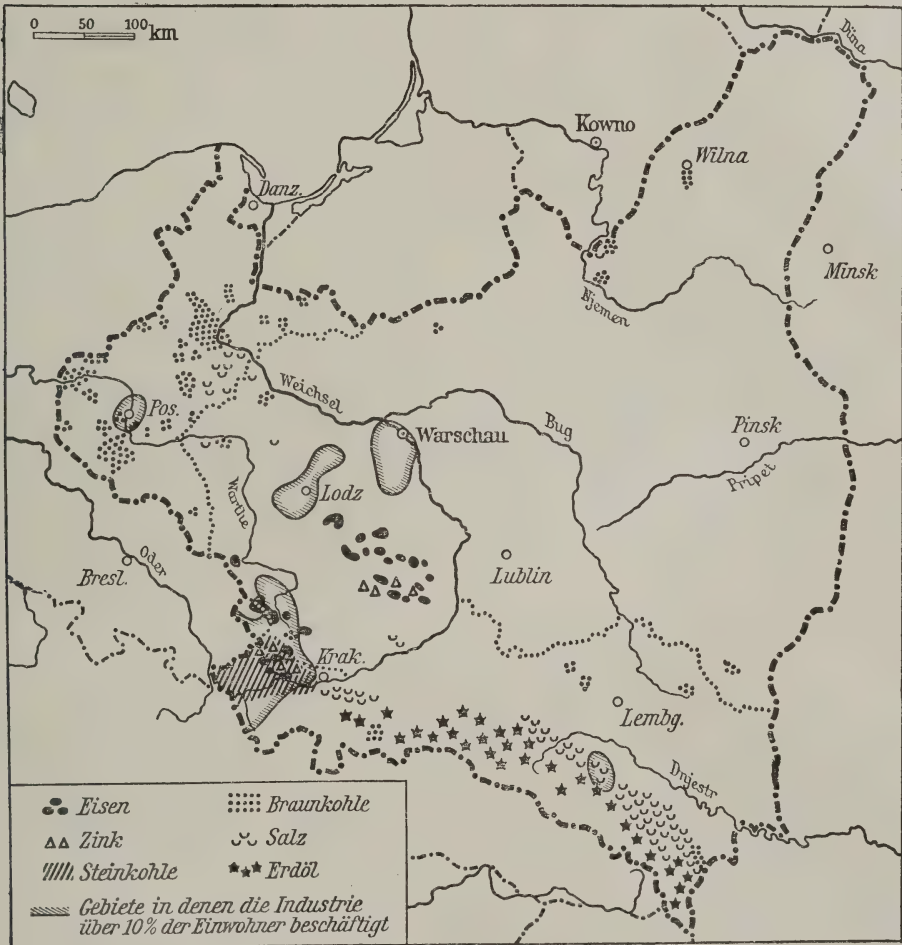 0 50 100 km
Düna
Kowno
Wilna
Danz.
Minsk
Njemen
Weichsel
Pos.
Warschau
Bug
Pinsk
Pripet
Lodz
Warthe
Oder
Bresl.
Lublin
Krak.
Lembg.
Dnjestr
Eisen
Braunkohle
Zink
Salz
Steinkohle
Erdöl
Gebiete in denen die Industrie
über 10% der Einwohner beschäftigt